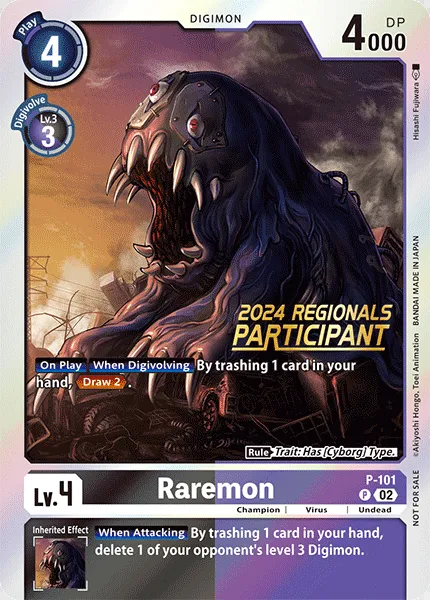 DIGIMON
Play
4
4000
DP
Digivolve
Lv.3
3
Hisashi Fujiwara
2024 REGIONALS
PARTICIPANT
On Play When Digivolving By trashing 1 card in your
hand, Draw 2 .
Rule Trait: Has [Cyborg] Type.
©Akiyoshi Hongo, Toei Animation BANDAI MADE IN JAPAN
NOT FOR SALE
Lv.4
Raremon
P-101
P 02
Champion Virus Undead
Inherited Effect
When Attacking By trashing 1 card in your hand,
delete 1 of your opponent's level 3 Digimon.